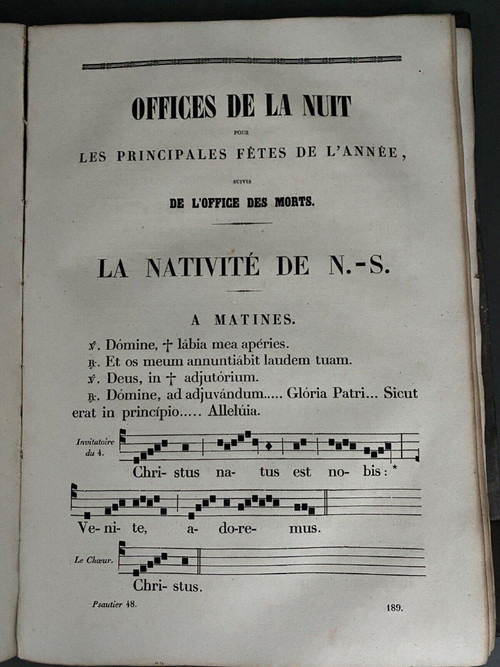 OFFICES DE LA NUIT
POUR
LES PRINCIPALES FÊTES DE L'ANNÉE,
SUIVIS
DE L'OFFICE DES MORTS.
LA NATIVITÉ DE N.-S.
A MATINES.
℣. Dómine, † lábia mea apéries.
℟. Et os meum annuntiábit laudem tuam.
℣. Deus, in † adjutórium.
℟. Dómine, ad adjuvándum..... Glória Patri... Sicut
erat in princípio..... Allelúia.
Invitatoire
du 4.
Chri- stus na- tus est no- bis : *
Ve- ni- te, a- do-re- mus.
Le Chœur.
Chri- stus.
Psautier 48. 189.